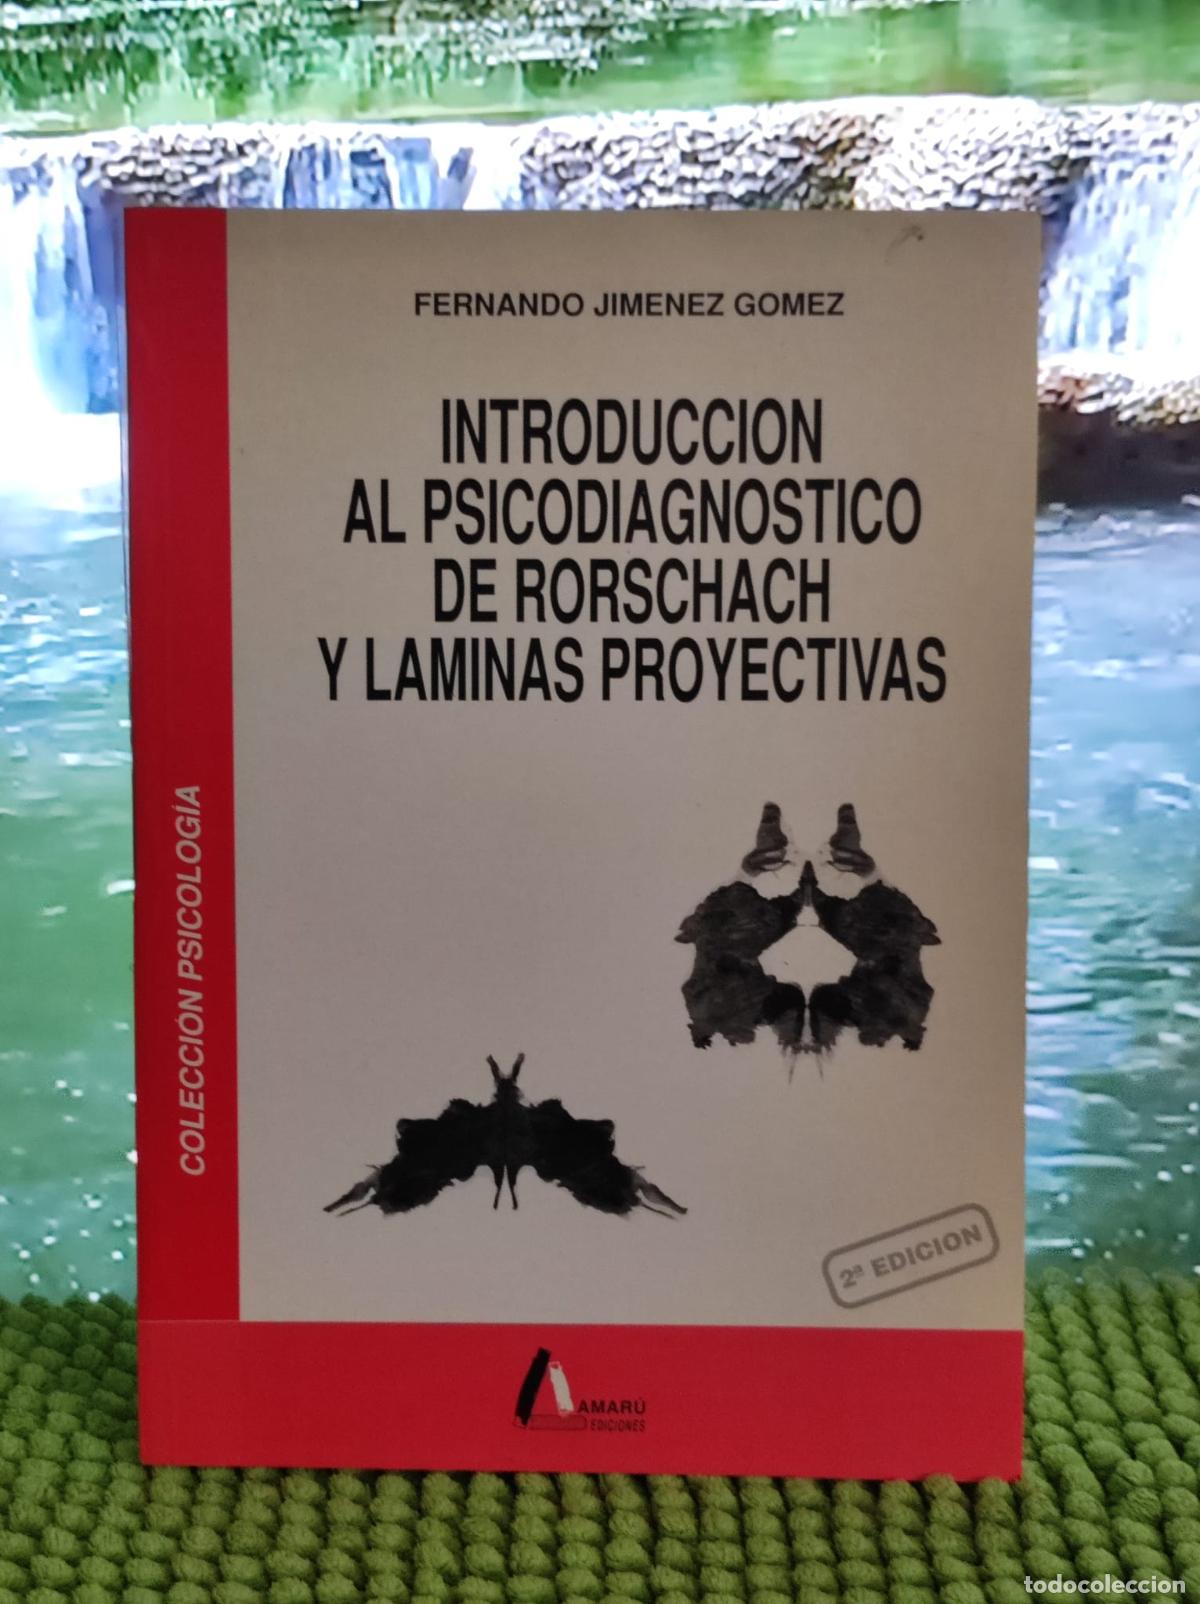 FERNANDO JIMENEZ GOMEZ
INTRODUCCION
AL PSICODIAGNOSTICO
DE RORSCHACH
Y LAMINAS PROYECTIVAS
COLECCIÓN PSICOLOGÍA
2ª EDICION
AMARÚ
EDICIONES
todocoleccion